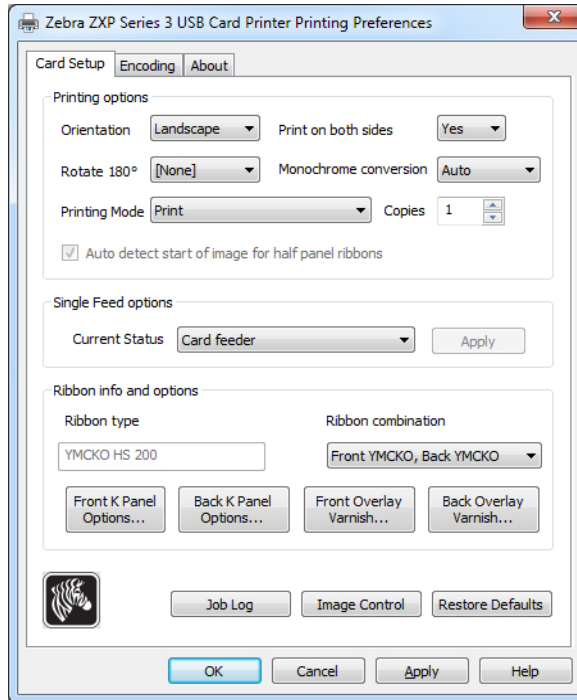 Zebra ZXP Series 3 USB Card Printer Printing Preferences
Card Setup Encoding About
Printing options
Orientation Landscape Print on both sides Yes
Rotate 180° [None] Monochrome conversion Auto
Printing Mode Print Copies 1
Auto detect start of image for half panel ribbons
Single Feed options
Current Status Card feeder Apply
Ribbon info and options
Ribbon type Ribbon combination
YMCKO HS 200 Front YMCKO, Back YMCKO
Front K Panel Back K Panel Front Overlay Back Overlay
Options... Options... Varnish... Varnish...
Job Log Image Control Restore Defaults
OK Cancel Apply Help